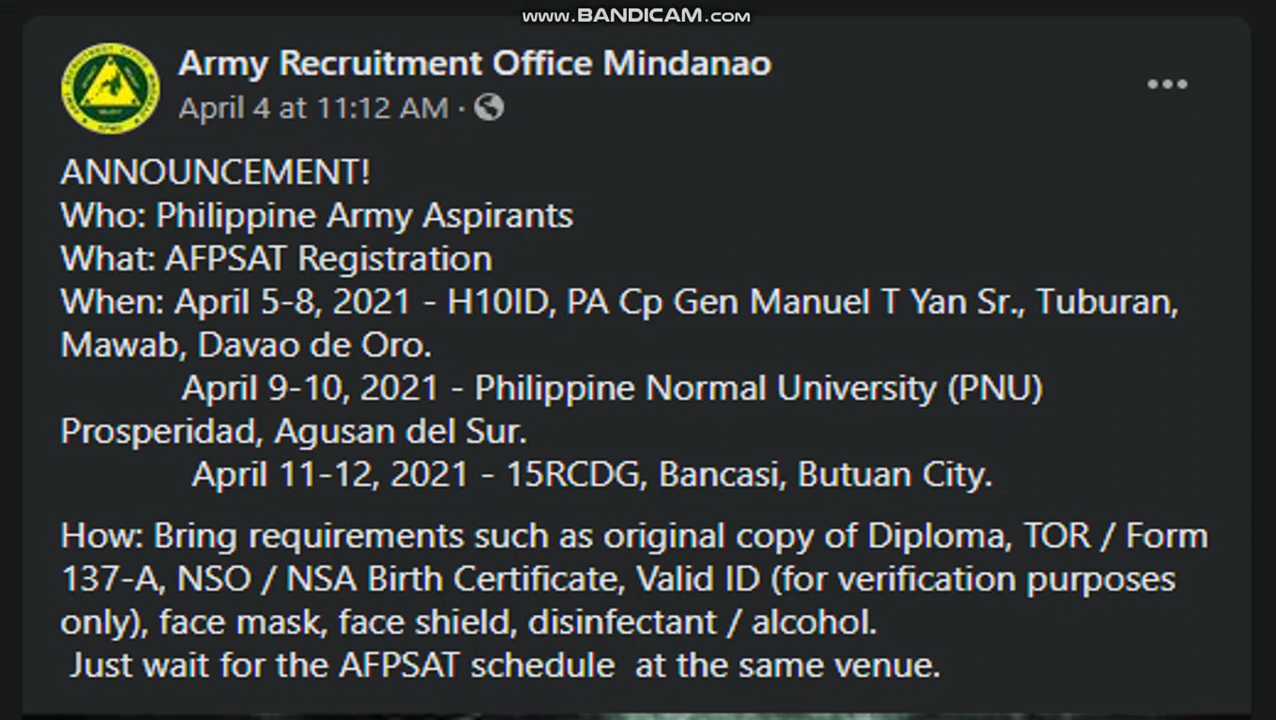 www.BANDICAM.com
Army Recruitment Office Mindanao
April 4 at 11:12 AM ·
ANNOUNCEMENT!
Who: Philippine Army Aspirants
What: AFPSAT Registration
When: April 5-8, 2021 - H10ID, PA Cp Gen Manuel T Yan Sr., Tuburan,
Mawab, Davao de Oro.
April 9-10, 2021 - Philippine Normal University (PNU)
Prosperidad, Agusan del Sur.
April 11-12, 2021 - 15RCDG, Bancasi, Butuan City.
How: Bring requirements such as original copy of Diploma, TOR / Form
137-A, NSO / NSA Birth Certificate, Valid ID (for verification purposes
only), face mask, face shield, disinfectant / alcohol.
Just wait for the AFPSAT schedule at the same venue.